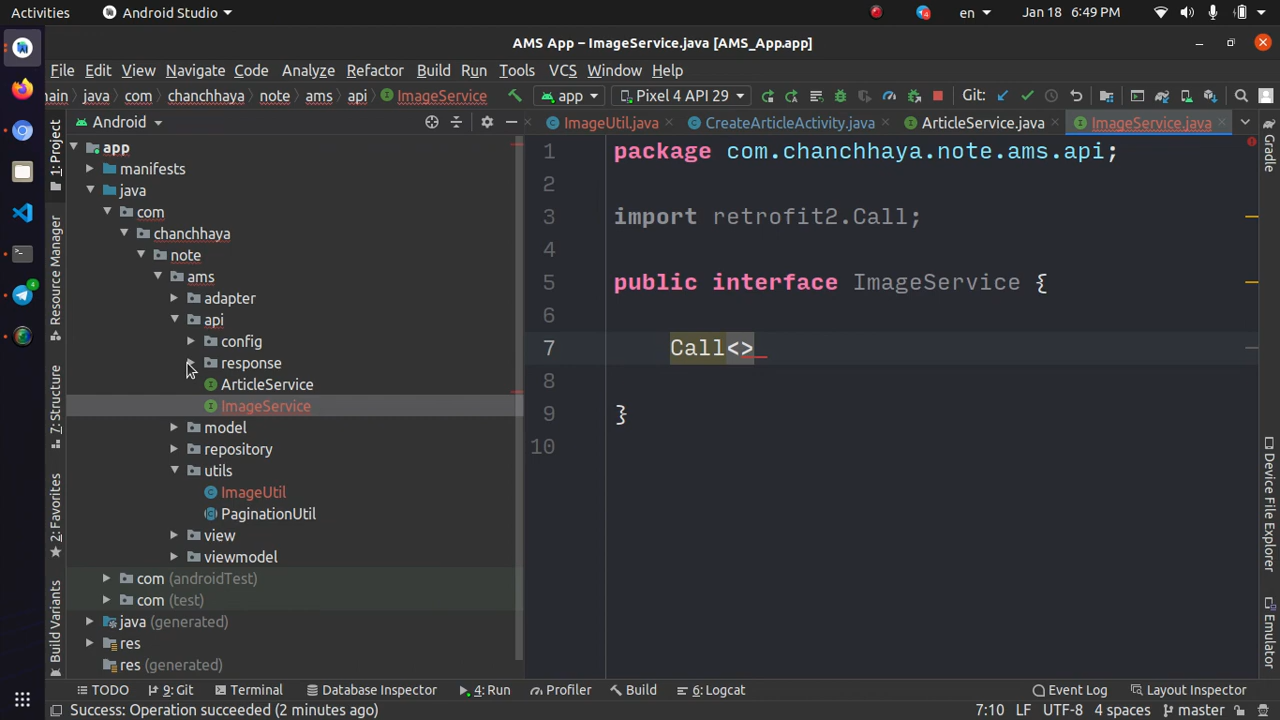 Activities Android Studio en Jan 18 6:49 PM
AMS App – ImageService.java [AMS_App.app]
File Edit View Navigate Code Analyze Refactor Build Run Tools VCS Window Help
ain java com chanchhaya note ams api ImageService app Pixel 4 API 29 Git:
Android ImageUtil.java CreateArticleActivity.java ArticleService.java ImageService.java
1: Project
Resource Manager
7: Structure
2: Favorites
Build Variants
4
app
manifests
java
com
chanchhaya
note
ams
adapter
api
config
response
ArticleService
ImageService
model
repository
utils
ImageUtil
PaginationUtil
view
viewmodel
com (androidTest)
com (test)
java (generated)
res
res (generated)
1 package com.chanchhaya.note.ams.api;
2
3 import retrofit2.Call;
4
5 public interface ImageService {
6
7 Call<>
8
9 }
10
Gradle
Device File Explorer
Emulator
TODO 9: Git Terminal Database Inspector 4: Run Profiler Build 6: Logcat Event Log Layout Inspector
Success: Operation succeeded (2 minutes ago) 7:10 LF UTF-8 4 spaces master